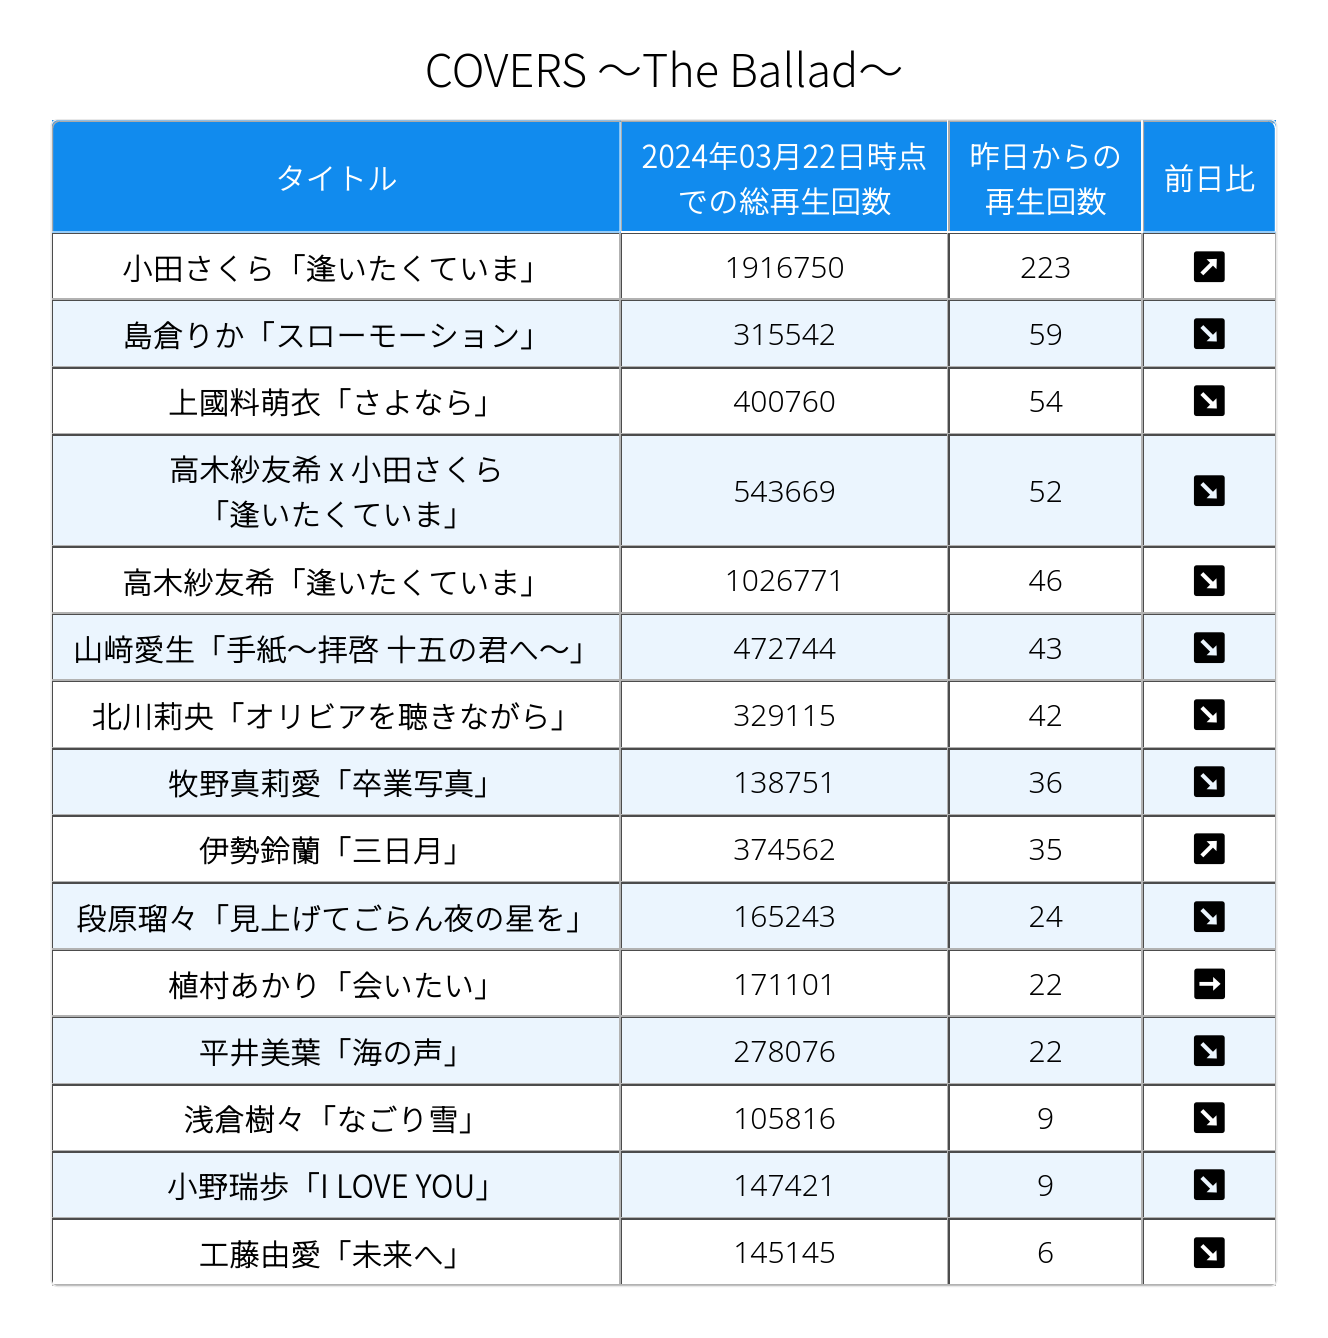 COVERS ～The Ballad～
タイトル 2024年03月22日時点での総再生回数 昨日からの再生回数 前日比
小田さくら「逢いたくていま」 1916750 223 ↗
島倉りか「スローモーション」 315542 59 ↘
上國料萌衣「さよなら」 400760 54 ↘
高木紗友希 x 小田さくら「逢いたくていま」 543669 52 ↘
高木紗友希「逢いたくていま」 1026771 46 ↘
山﨑愛生「手紙～拝啓 十五の君へ～」 472744 43 ↘
北川莉央「オリビアを聴きながら」 329115 42 ↘
牧野真莉愛「卒業写真」 138751 36 ↘
伊勢鈴蘭「三日月」 374562 35 ↗
段原瑠々「見上げてごらん夜の星を」 165243 24 ↘
植村あかり「会いたい」 171101 22 →
平井美葉「海の声」 278076 22 ↘
浅倉樹々「なごり雪」 105816 9 ↘
小野瑞歩「I LOVE YOU」 147421 9 ↘
工藤由愛「未来へ」 145145 6 ↘